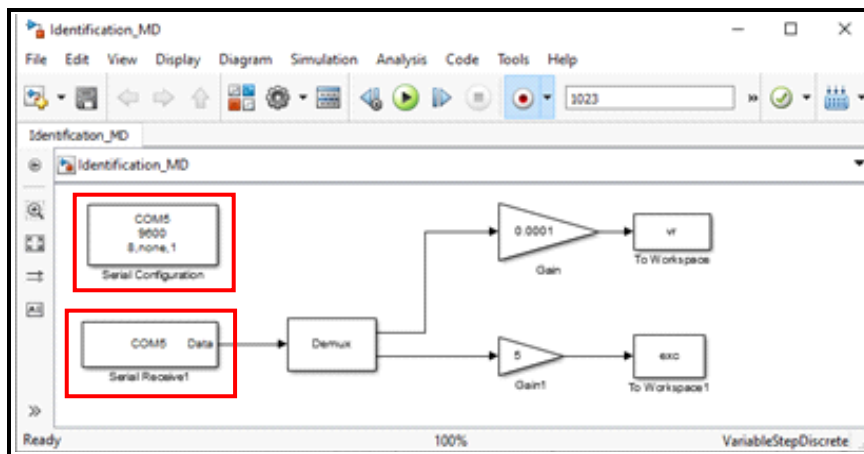 Identification_MD
File Edit View Display Diagram Simulation Analysis Code Tools Help
1023
Identification_MD
Identification_MD
COM5
9600
8,none,1
Serial Configuration
COM5 Data
Serial Receive1
Demux
0.0001
Gain
vr
To Workspace
5
Gain1
exc
To Workspace1
Ready 100% VariableStepDiscrete